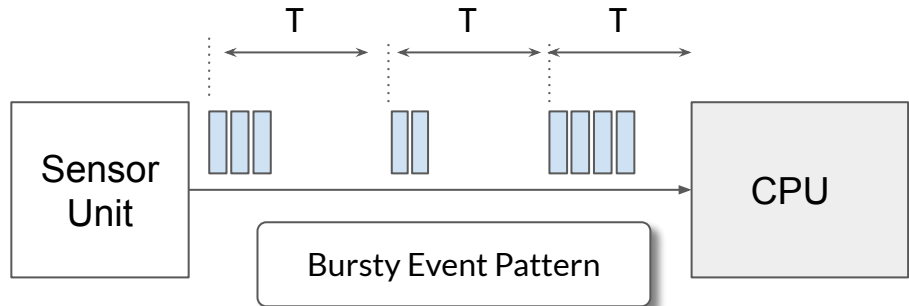 T
T
T
Sensor
Unit
CPU
Bursty Event Pattern